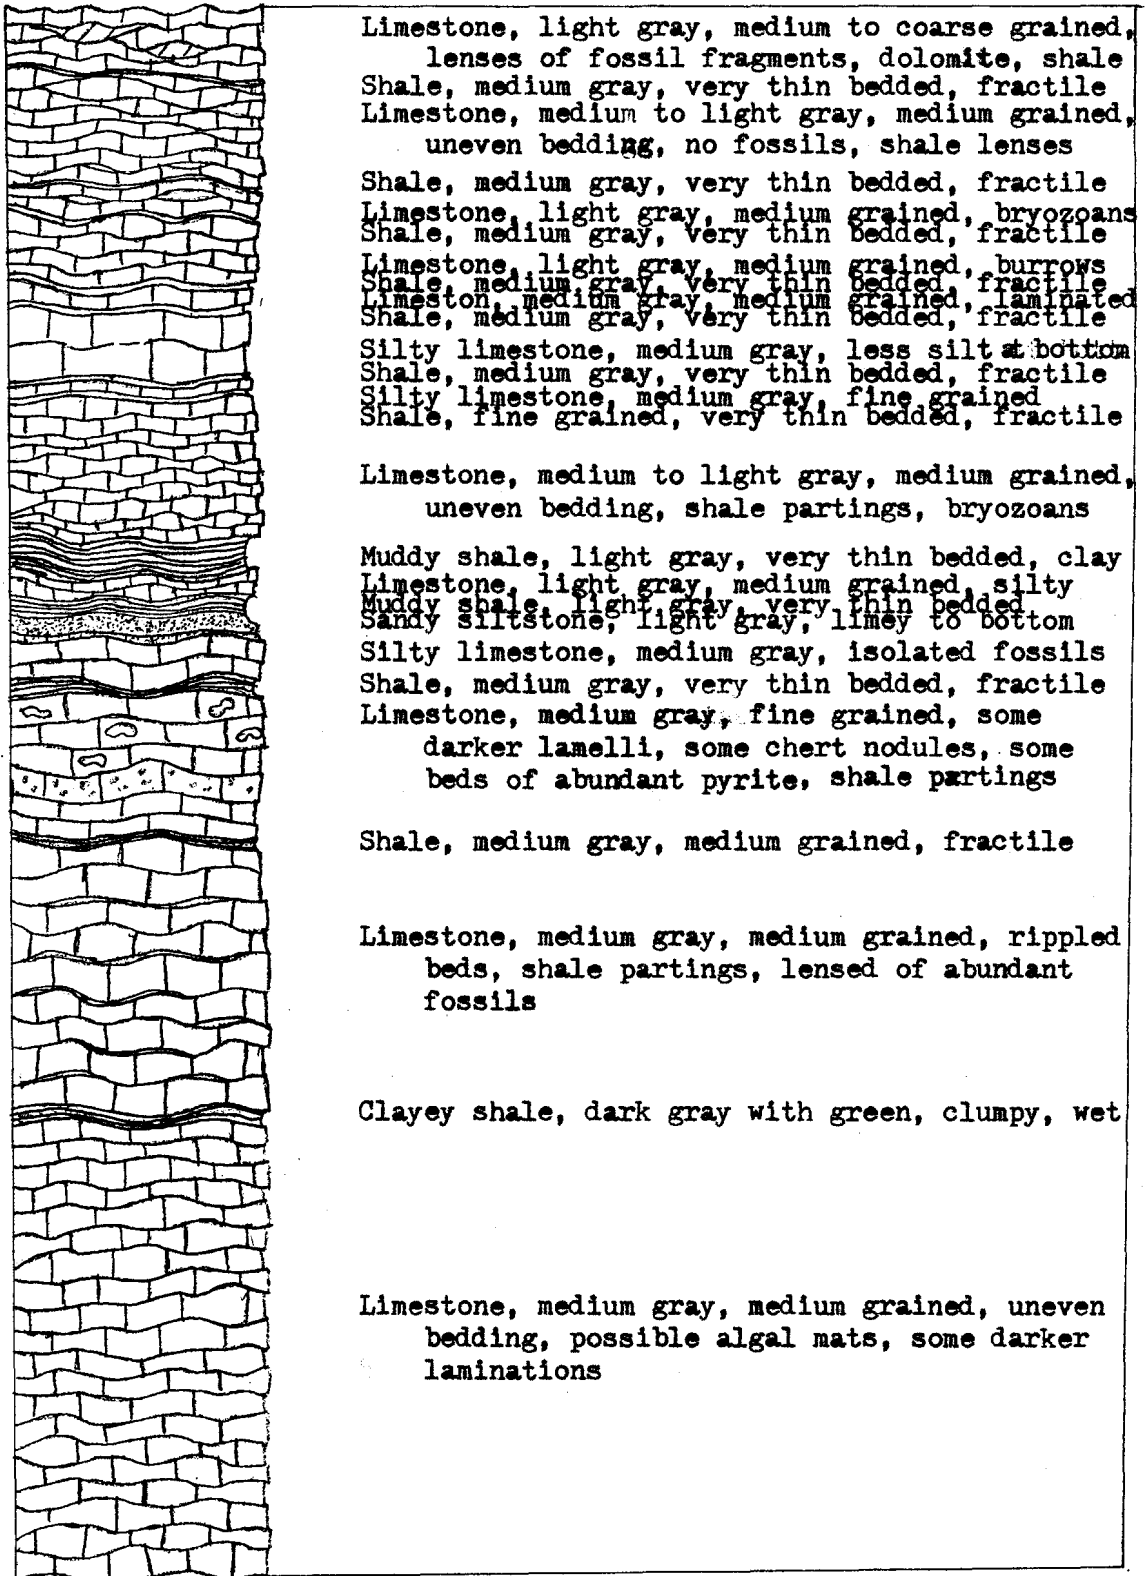 Limestone, light gray, medium to coarse grained,
lenses of fossil fragments, dolomite, shale
Shale, medium gray, very thin bedded, fractile
Limestone, medium to light gray, medium grained,
uneven bedding, no fossils, shale lenses
Shale, medium gray, very thin bedded, fractile
Limestone, light gray, medium grained, bryozoans
Shale, medium gray, very thin bedded, fractile
Limestone, light gray, medium grained, burrows
Shale, medium gray, very thin bedded, fractile
Limeston, medium gray, medium grained, laminated
Shale, medium gray, very thin bedded, fractile
Silty limestone, medium gray, less silt at bottom
Shale, medium gray, very thin bedded, fractile
Silty limestone, medium gray, fine grained
Shale, fine grained, very thin bedded, fractile
Limestone, medium to light gray, medium grained,
uneven bedding, shale partings, bryozoans
Muddy shale, light gray, very thin bedded, clay
Limestone, light gray, medium grained, silty
Muddy shale, light gray, very thin bedded
Sandy siltstone, light gray, limey to bottom
Silty limestone, medium gray, isolated fossils
Shale, medium gray, very thin bedded, fractile
Limestone, medium gray, fine grained, some
darker lamelli, some chert nodules, some
beds of abundant pyrite, shale partings
Shale, medium gray, medium grained, fractile
Limestone, medium gray, medium grained, rippled
beds, shale partings, lensed of abundant
fossils
Clayey shale, dark gray with green, clumpy, wet
Limestone, medium gray, medium grained, uneven
bedding, possible algal mats, some darker
laminations